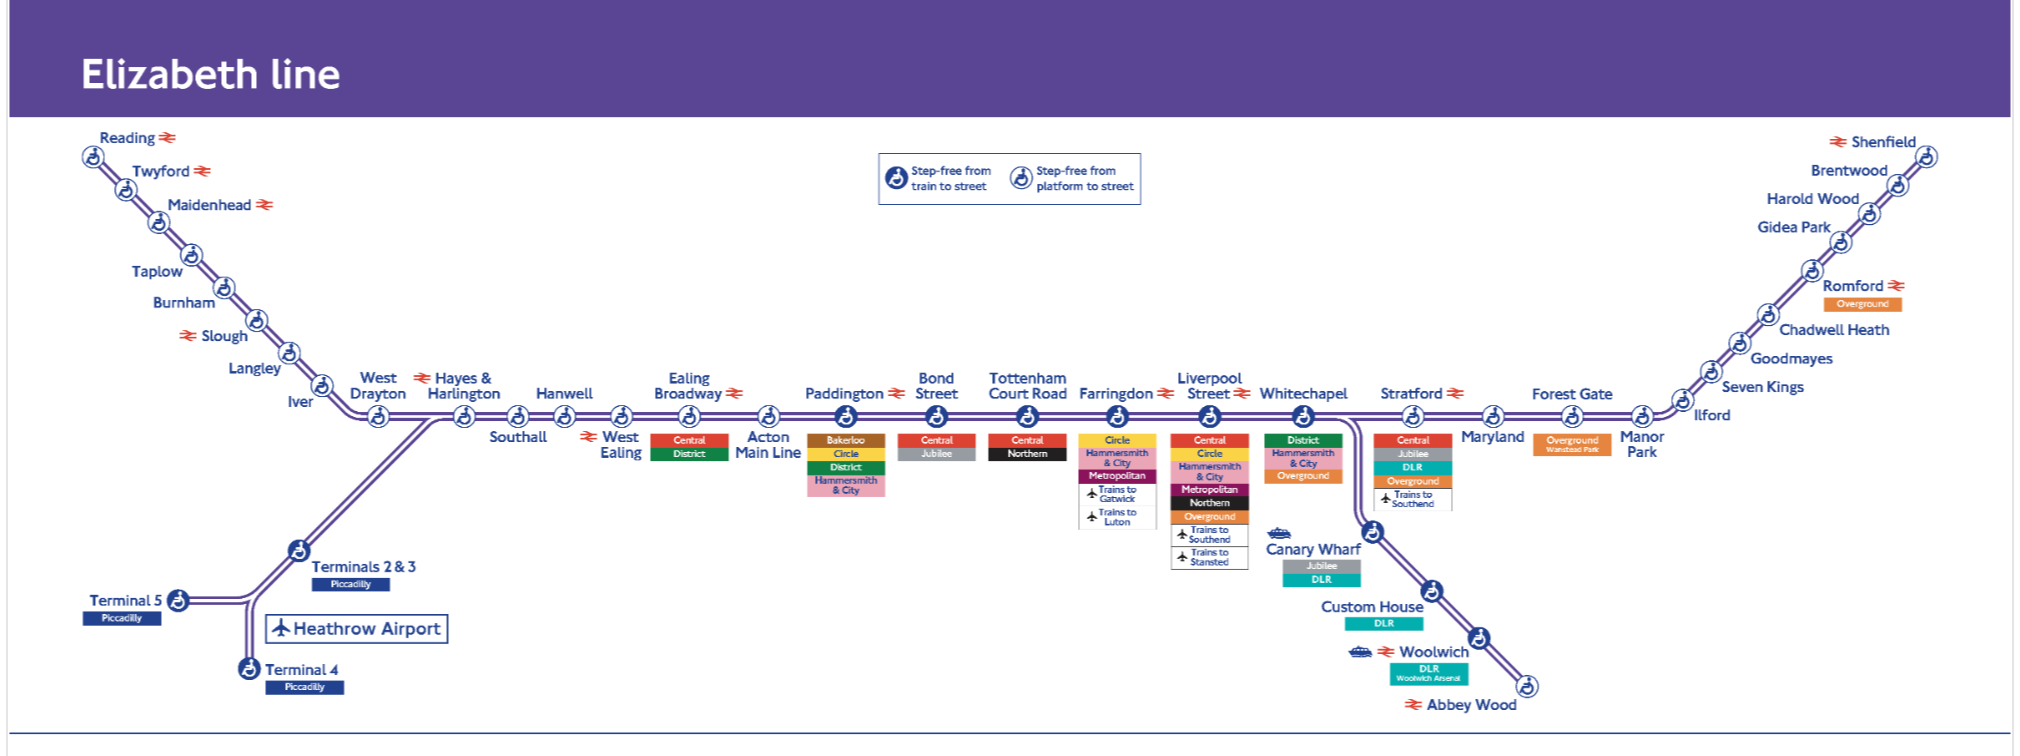 Elizabeth line
Step-free from
train to street
Step-free from
platform to street
Reading
Twyford
Maidenhead
Taplow
Burnham
Slough
Langley
Iver
West
Drayton
Hayes &
Harlington
Southall
Hanwell
West
Ealing
Ealing
Broadway
Central
District
Acton
Main Line
Paddington
Bakerloo
Circle
District
Hammersmith
& City
Bond
Street
Central
Jubilee
Tottenham
Court Road
Central
Northern
Farringdon
Circle
Hammersmith
& City
Metropolitan
Trains to
Gatwick
Trains to
Luton
Liverpool
Street
Central
Circle
Hammersmith
& City
Metropolitan
Northern
Overground
Trains to
Southend
Trains to
Stansted
Whitechapel
District
Hammersmith
& City
Overground
Stratford
Central
Jubilee
DLR
Overground
Trains to
Southend
Maryland
Forest Gate
Overground
Wanstead Park
Manor
Park
Ilford
Seven Kings
Goodmayes
Chadwell Heath
Romford
Overground
Gidea Park
Harold Wood
Brentwood
Shenfield
Canary Wharf
Jubilee
DLR
Custom House
DLR
Woolwich
DLR
Woolwich Arsenal
Abbey Wood
Terminals 2 & 3
Piccadilly
Terminal 5
Piccadilly
Heathrow Airport
Terminal 4
Piccadilly